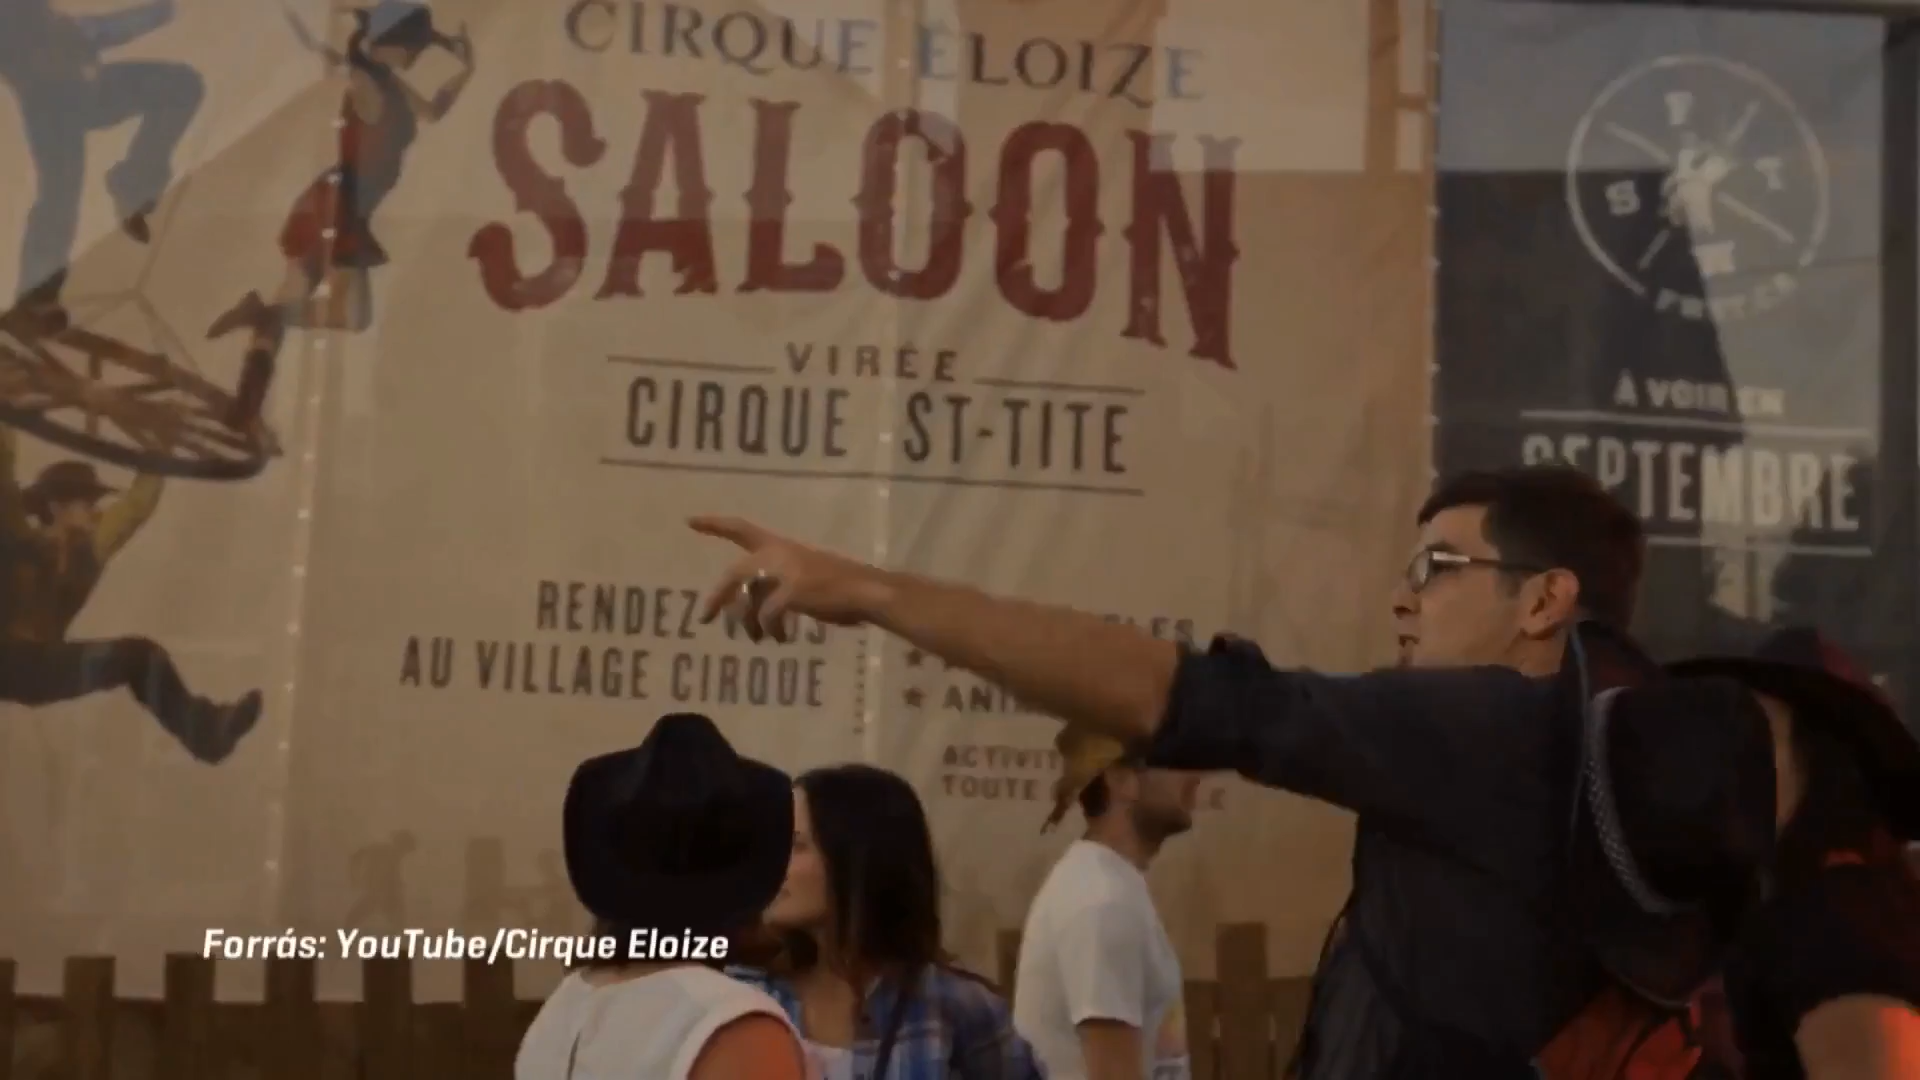 CIRQUE ÉLOIZE
SALOON
VIRÉE
CIRQUE ST-TITE
RENDEZ-VOUS
AU VILLAGE CIRQUE
TOUTE
À VOIR EN
SEPTEMBRE
Forrás: YouTube/Cirque Eloize